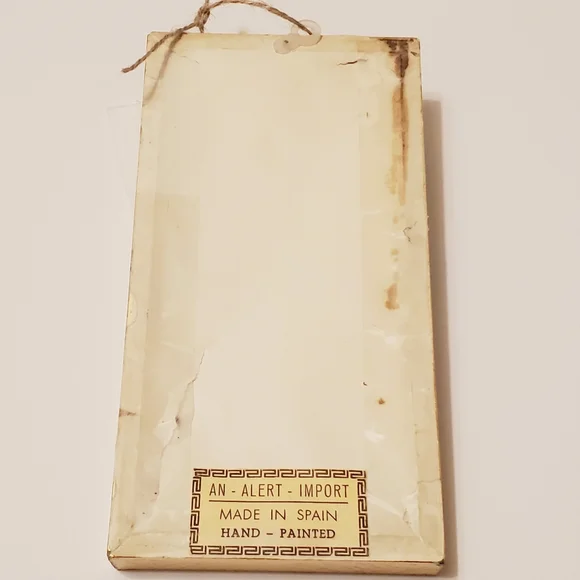 AN - ALERT - IMPORT
MADE IN SPAIN
HAND - PAINTED